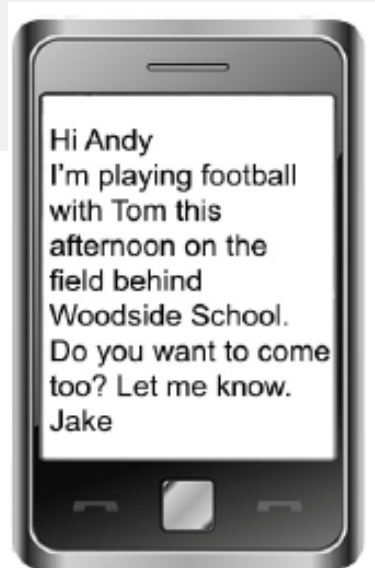 Hi Andy
I'm playing football
with Tom this
afternoon on the
field behind
Woodside School.
Do you want to come
too? Let me know.
Jake